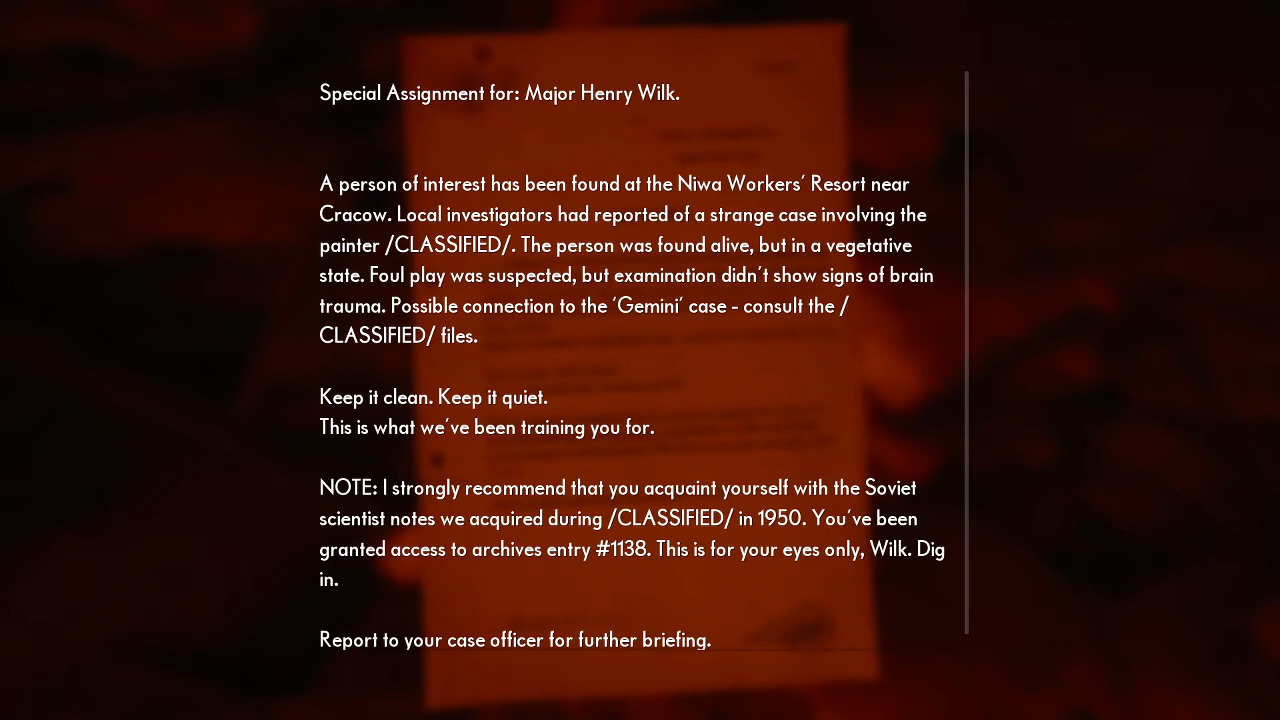 Special Assignment for: Major Henry Wilk.
A person of interest has been found at the Niwa Workers' Resort near
Cracow. Local investigators had reported of a strange case involving the
painter /CLASSIFIED/. The person was found alive, but in a vegetative
state. Foul play was suspected, but examination didn't show signs of brain
trauma. Possible connection to the 'Gemini' case - consult the /
CLASSIFIED/ files.
Keep it clean. Keep it quiet.
This is what we've been training you for.
NOTE: I strongly recommend that you acquaint yourself with the Soviet
scientist notes we acquired during /CLASSIFIED/ in 1950. You've been
granted access to archives entry #1138. This is for your eyes only, Wilk. Dig
in.
Report to your case officer for further briefing.